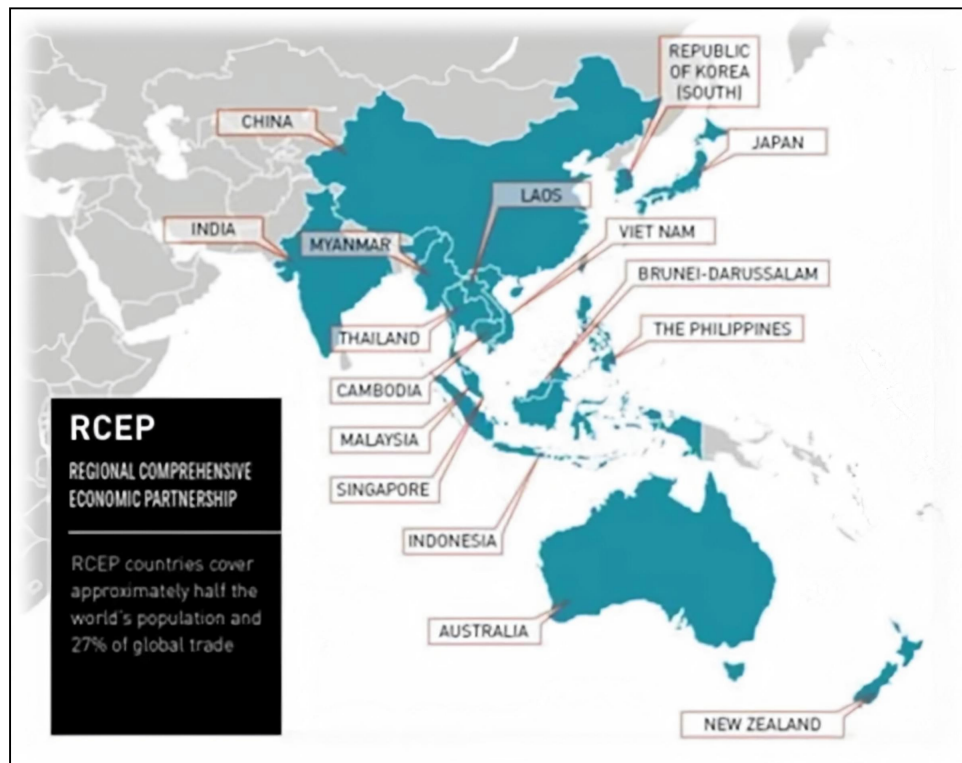 REPUBLIC
OF KOREA
(SOUTH)
CHINA
JAPAN
LAOS
INDIA
MYANMAR
VIET NAM
BRUNEI-DARUSSALAM
THAILAND
THE PHILIPPINES
CAMBODIA
MALAYSIA
SINGAPORE
INDONESIA
AUSTRALIA
NEW ZEALAND
RCEP
REGIONAL COMPREHENSIVE
ECONOMIC PARTNERSHIP
RCEP countries cover
approximately half the
world's population and
27% of global trade